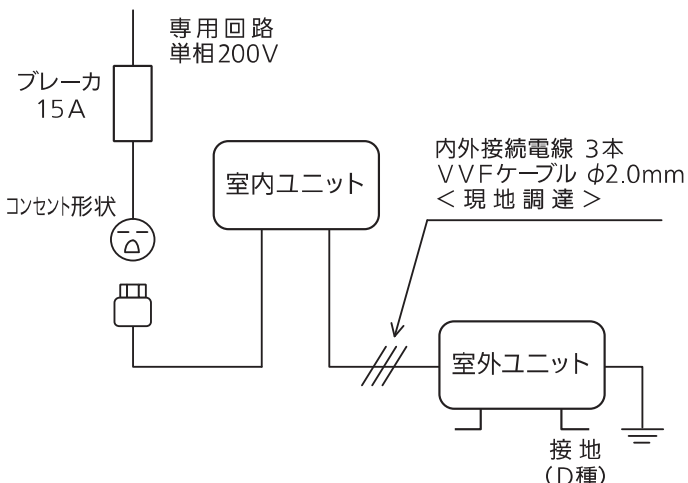 専用回路
単相200V
ブレーカ
15A
コンセント形状
室内ユニット
内外接続電線 3本
VVFケーブル φ2.0mm
<現地調達>
室外ユニット
接地
(D種)